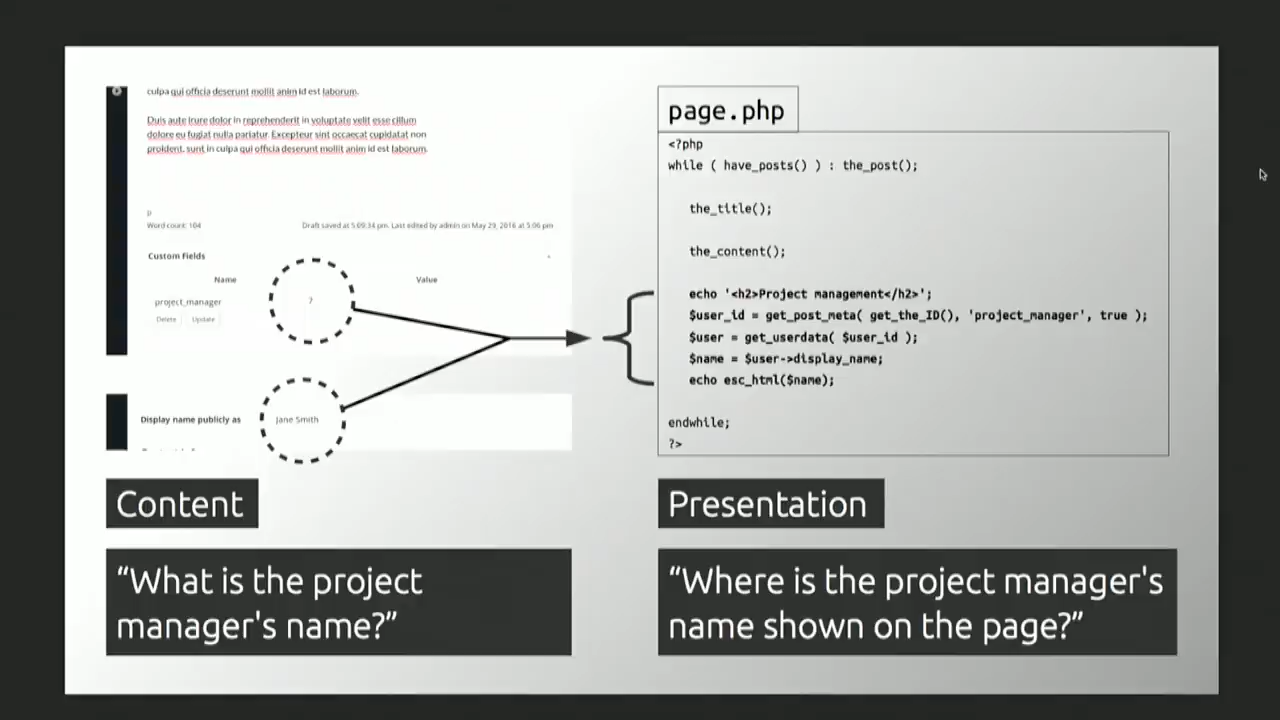 culpa qui officia deserunt mollit anim id est laborum.
Duis aute irure dolor in reprehenderit in voluptate velit esse cillum
dolore eu fugiat nulla pariatur. Excepteur sint occaecat cupidatat non
proident, sunt in culpa qui officia deserunt mollit anim id est laborum.
p
Word count: 104
Draft saved at 5:09:34 pm. Last edited by admin on May 29, 2016 at 5:06 pm
Custom Fields
Name
Value
project_manager
?
Delete
Update
Display name publicly as
Jane Smith
Content
“What is the project
manager's name?”
page.php
<?php
while ( have_posts() ) : the_post();
the_title();
the_content();
echo '<h2>Project management</h2>';
$user_id = get_post_meta( get_the_ID(), 'project_manager', true );
$user = get_userdata( $user_id );
$name = $user->display_name;
echo esc_html($name);
endwhile;
?>
Presentation
“Where is the project manager's
name shown on the page?”